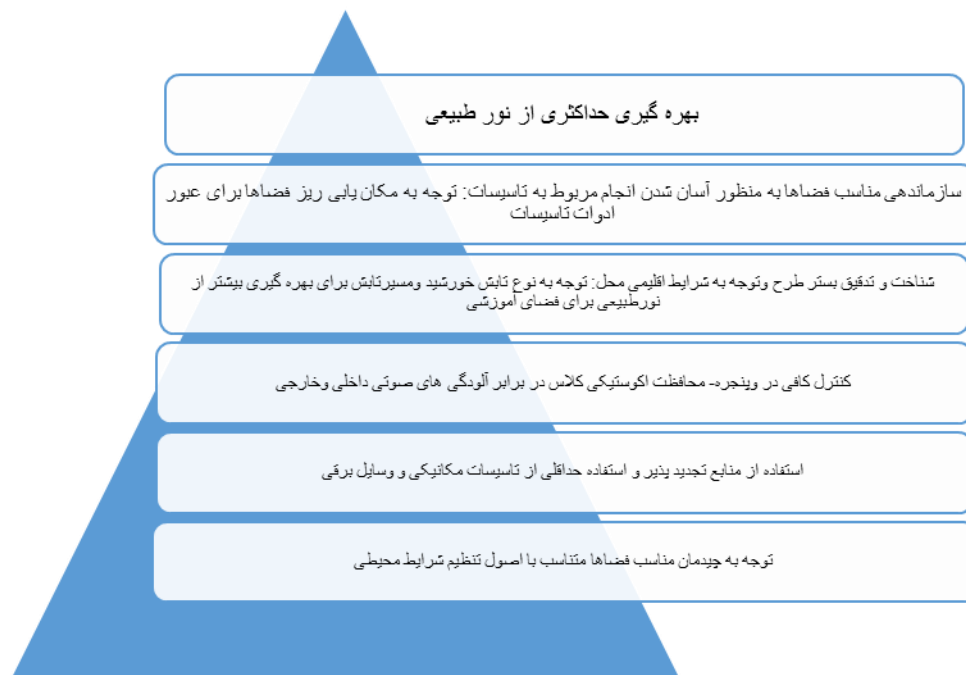 بهره گیری حداکثری از نور طبیعی
سازماندهی مناسب فضاها به منظور آسان شدن انجام مربوط به تاسیسات: توجه به مکان یابی ریز فضاها برای عبور
ادوات تاسیسات
شناخت و تدقیق بستر طرح وتوجه به شرایط اقلیمی محل: توجه به نوع تابش خورشید ومسیرتابش برای بهره گیری بیشتر از
نورطبیعی برای فضای آموزشی
کنترل کافی در وپنجره- محافظت اکوستیکی کلاس در برابر آلودگی های صوتی داخلی وخارجی
استفاده از منابع تجدید پذیر و استفاده حداقلی از تاسیسات مکانیکی و وسایل برقی
توجه به چیدمان مناسب فضاها متناسب با اصول تنظیم شرایط محیطی